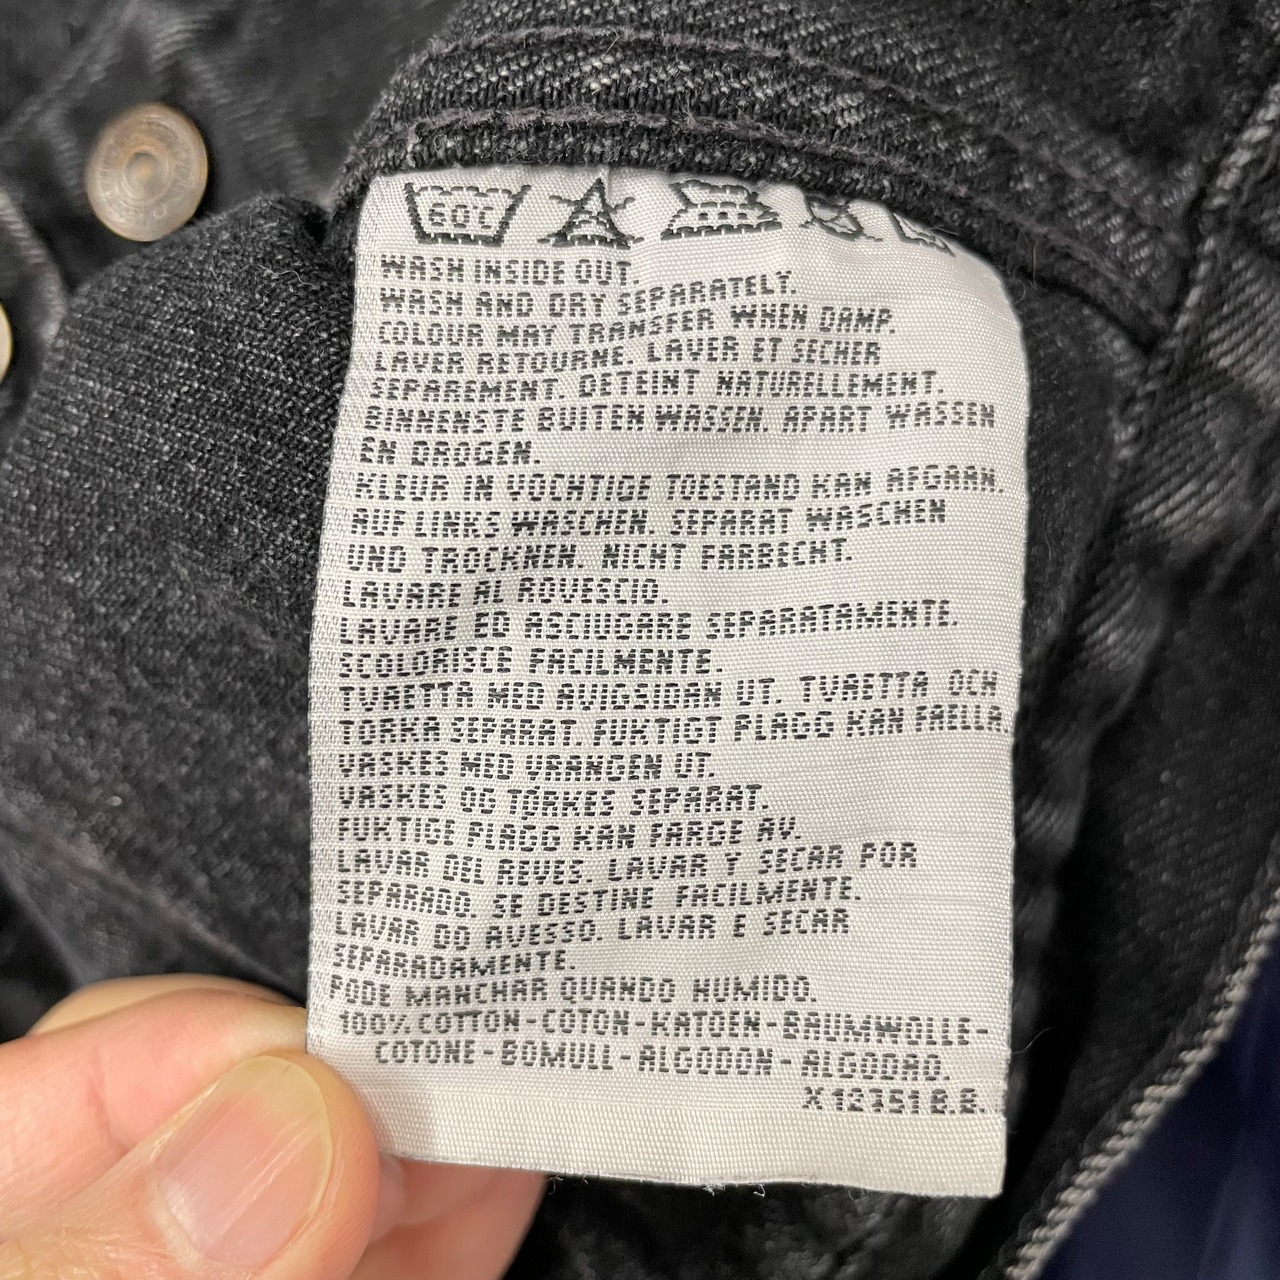 60°C
WASH INSIDE OUT.
WASH AND DRY SEPARATELY.
COLOUR MAY TRANSFER WHEN DAMP.
LAVER RETOURNE. LAVER ET SECHER
SEPAREMENT. DETEINT NATURELLEMENT.
BINNENSTE BUITEN WASSEN. APART WASSEN
EN DROGEN.
KLEUR IN VOCHTIGE TOESTAND KAN AFGAAN.
AUF LINKS WASCHEN. SEPARAT WASCHEN
UND TROCKNEN. NICHT FARBECHT.
LAVARE AL ROVESCIO.
LAVARE ED ASCIUGARE SEPARATAMENTE.
SCOLORISCE FACILMENTE.
TVAETTA MED AVIGSIDAN UT. TVAETTA OCH
TORKA SEPARAT. FUKTIGT PLAGG KAN FAELLA.
VASKES MED VRANGEN UT.
VASKES OG TØRKES SEPARAT.
FUKTIGE PLAGG KAN FARGE AV.
LAVAR DEL REVES. LAVAR Y SECAR POR
SEPARADO. SE DESTINE FACILMENTE.
LAVAR DO AVESSO. LAVAR E SECAR
SEPARADAMENTE.
PODE MANCHAR QUANDO HUMIDO.
100% COTTON-COTON-KATOEN-BAUMWOLLE-
COTONE-BOMULL-ALGODON-ALGODAO.
X12351 B.B.